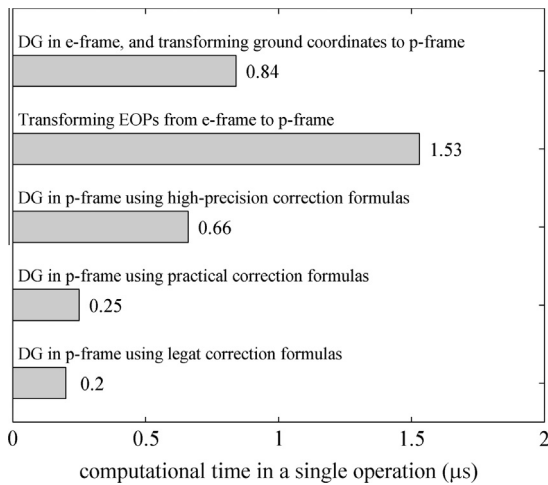 DG in e-frame, and transforming ground coordinates to p-frame
0.84
Transforming EOPs from e-frame to p-frame
1.53
DG in p-frame using high-precision correction formulas
0.66
DG in p-frame using practical correction formulas
0.25
DG in p-frame using legat correction formulas
0.2
0 0.5 1 1.5 2
computational time in a single operation (μs)